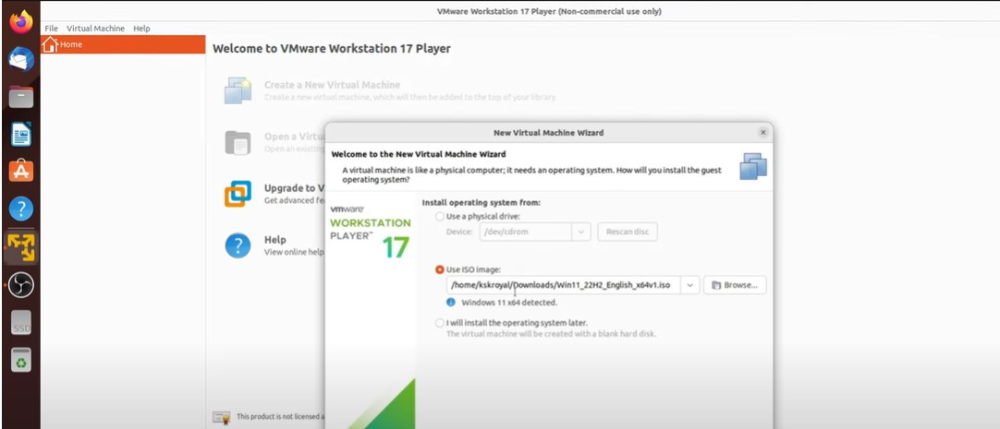 VMware Workstation 17 Player (Non-commercial use only)
File Virtual Machine Help
Home
Welcome to VMware Workstation 17 Player
Create a New Virtual Machine
Create a new virtual machine, which will then be added to the top of your library
Open a Virtu
Open an existing
Upgrade to V
Get advanced fe
Help
View online help
This product is not licensed a
New Virtual Machine Wizard
Welcome to the New Virtual Machine Wizard
A virtual machine is like a physical computer; it needs an operating system. How will you install the guest
operating system?
vmware
WORKSTATION
PLAYER™
17
Install operating system from:
Use a physical drive:
Device: /dev/cdrom Rescan disc
Use ISO image:
/home/kskroyal/Downloads/Win11_22H2_English_x64v1.iso Browse...
Windows 11 x64 detected.
I will install the operating system later.
The virtual machine will be created with a blank hard disk.
SSD